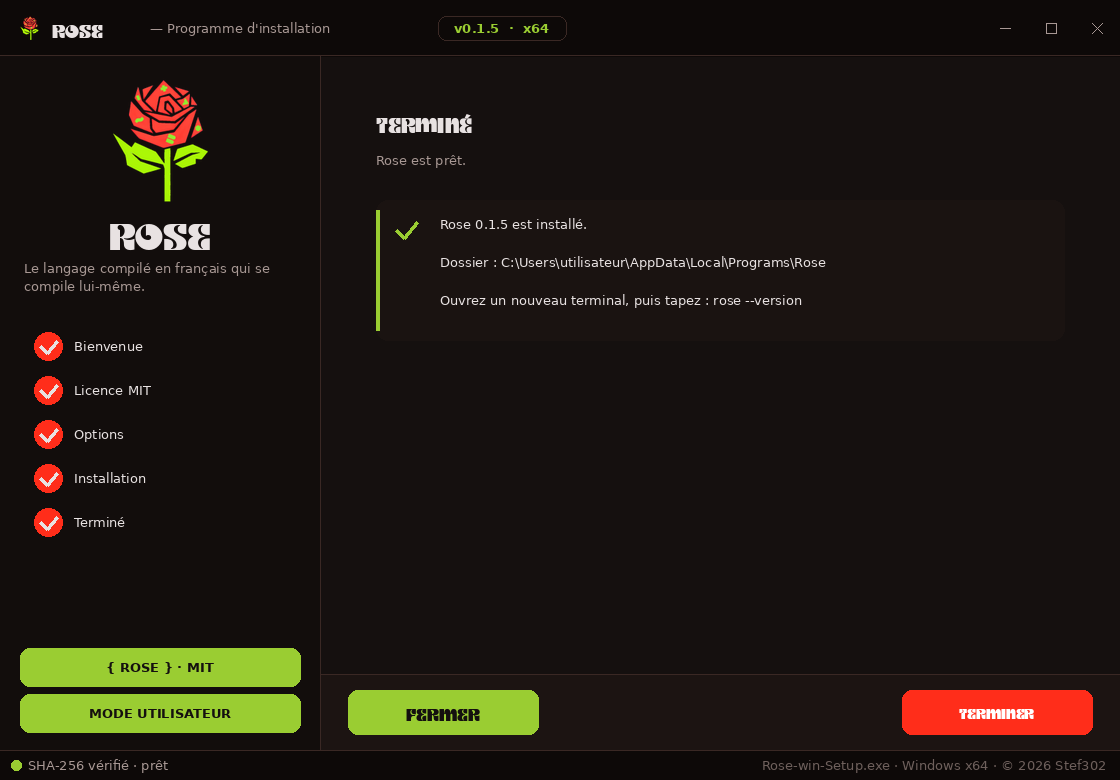 ROSE
— Programme d'installation
v0.1.5 · x64
ROSE
Le langage compilé en français qui se
compile lui-même.
Bienvenue
Licence MIT
Options
Installation
Terminé
{ ROSE } · MIT
MODE UTILISATEUR
TERMINÉ
Rose est prêt.
Rose 0.1.5 est installé.
Dossier : C:\Users\utilisateur\AppData\Local\Programs\Rose
Ouvrez un nouveau terminal, puis tapez : rose --version
FERMER
TERMINER
SHA-256 vérifié · prêt
Rose-win-Setup.exe · Windows x64 · © 2026 Stef302